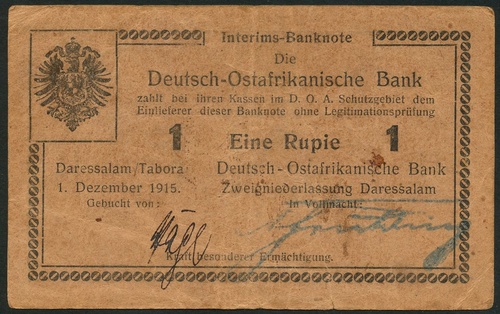 Interims-Banknote
Die
Deutsch-Ostafrikanische Bank
zahlt bei ihren Kassen im D. O. A. Schutzgebiet dem
Einlieferer dieser Banknote ohne Legitimationsprüfung
1 Eine Rupie 1
Daressalam/Tabora Deutsch-Ostafrikanische Bank
1. Dezember 1915. Zweigniederlassung Daressalam
Gebucht von: In Vollmacht:
kraft besonderer Ermächtigung.